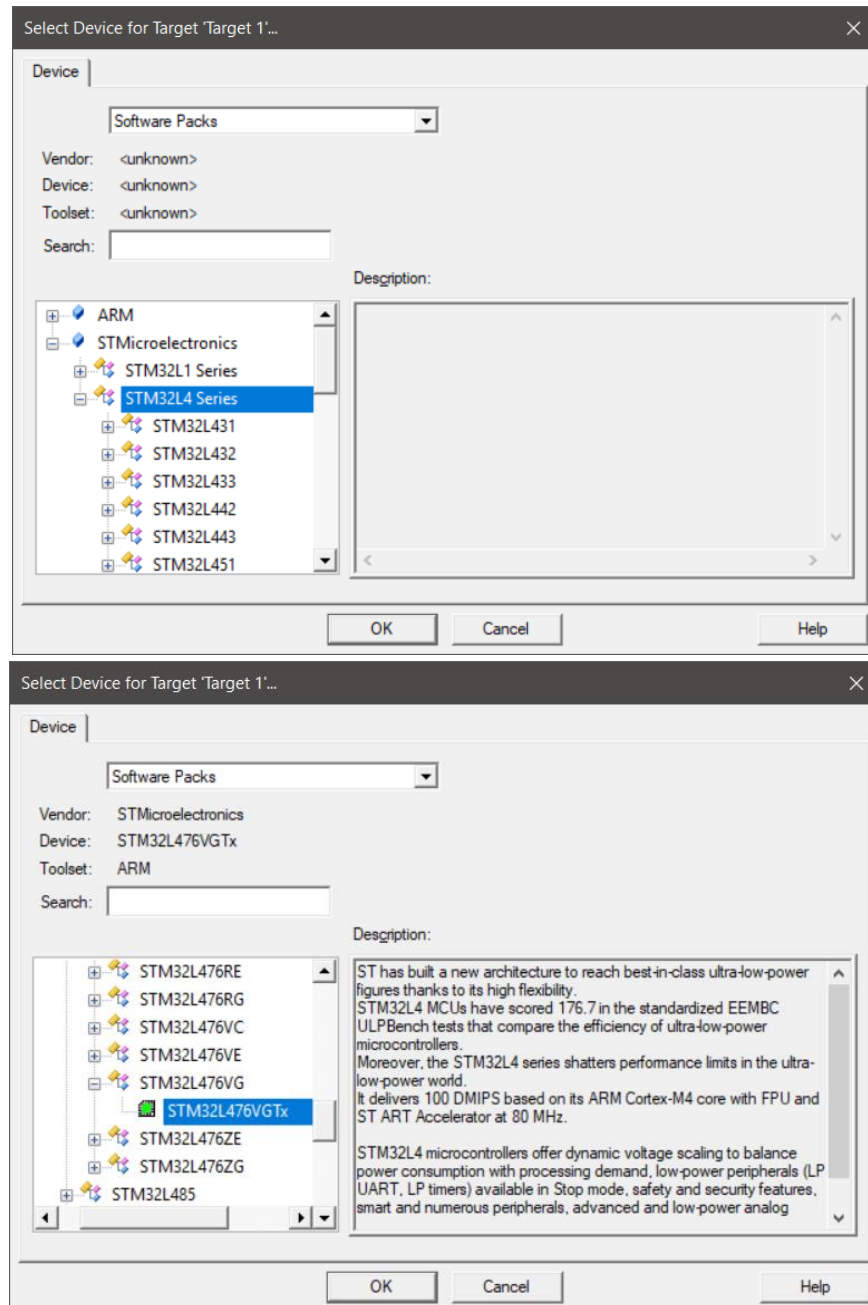 Select Device for Target 'Target 1'...
Device
Software Packs
Vendor: <unknown>
Device: <unknown>
Toolset: <unknown>
Search:
Description:
ARM
STMicroelectronics
STM32L1 Series
STM32L4 Series
STM32L431
STM32L432
STM32L433
STM32L442
STM32L443
STM32L451
OK Cancel Help
Select Device for Target 'Target 1'...
Device
Software Packs
Vendor: STMicroelectronics
Device: STM32L476VGTx
Toolset: ARM
Search:
Description:
STM32L476RE
STM32L476RG
STM32L476VC
STM32L476VE
STM32L476VG
STM32L476VGTx
STM32L476ZE
STM32L476ZG
STM32L485
ST has built a new architecture to reach best-in-class ultra-low-power
figures thanks to its high flexibility.
STM32L4 MCUs have scored 176.7 in the standardized EEMBC
ULPBench tests that compare the efficiency of ultra-low-power
microcontrollers.
Moreover, the STM32L4 series shatters performance limits in the ultra-
low-power world.
It delivers 100 DMIPS based on its ARM Cortex-M4 core with FPU and
ST ART Accelerator at 80 MHz.
STM32L4 microcontrollers offer dynamic voltage scaling to balance
power consumption with processing demand, low-power peripherals (LP
UART, LP timers) available in Stop mode, safety and security features,
smart and numerous peripherals, advanced and low-power analog
OK Cancel Help